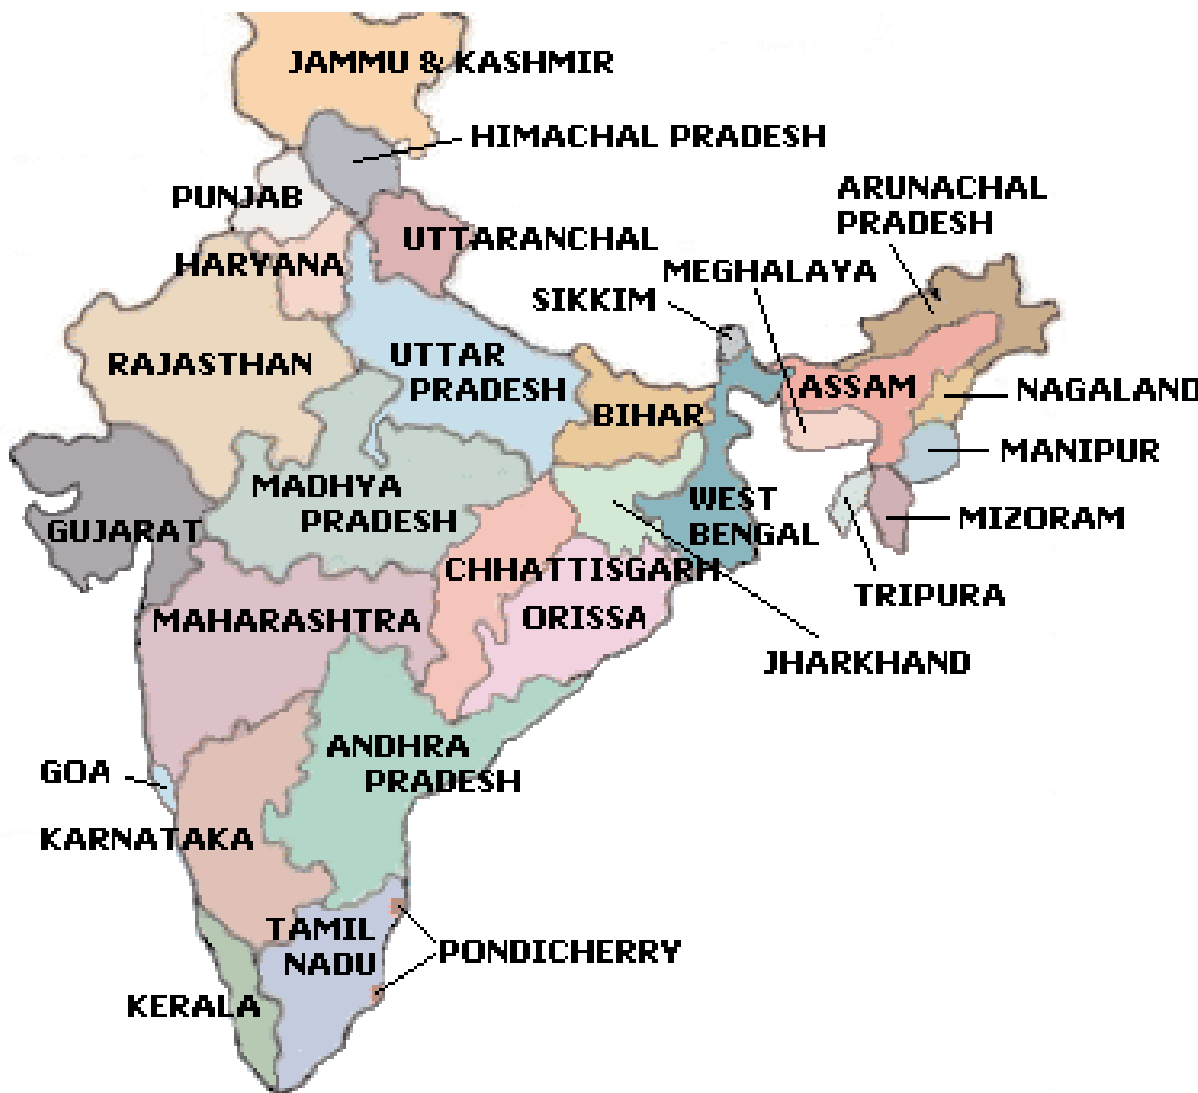 JAMMU & KASHMIR
HIMACHAL PRADESH
PUNJAB
ARUNACHAL
PRADESH
UTTARANCHAL
HARYANA
MEGHALAYA
SIKKIM
RAJASTHAN
UTTAR
PRADESH
ASSAM
NAGALAND
BIHAR
MANIPUR
MADHYA
PRADESH
WEST
BENGAL
GUJARAT
MIZORAM
CHHATTISGARH
TRIPURA
MAHARASHTRA
ORISSA
JHARKHAND
ANDHRA
PRADESH
GOA
KARNATAKA
TAMIL
NADU
PONDICHERRY
KERALA